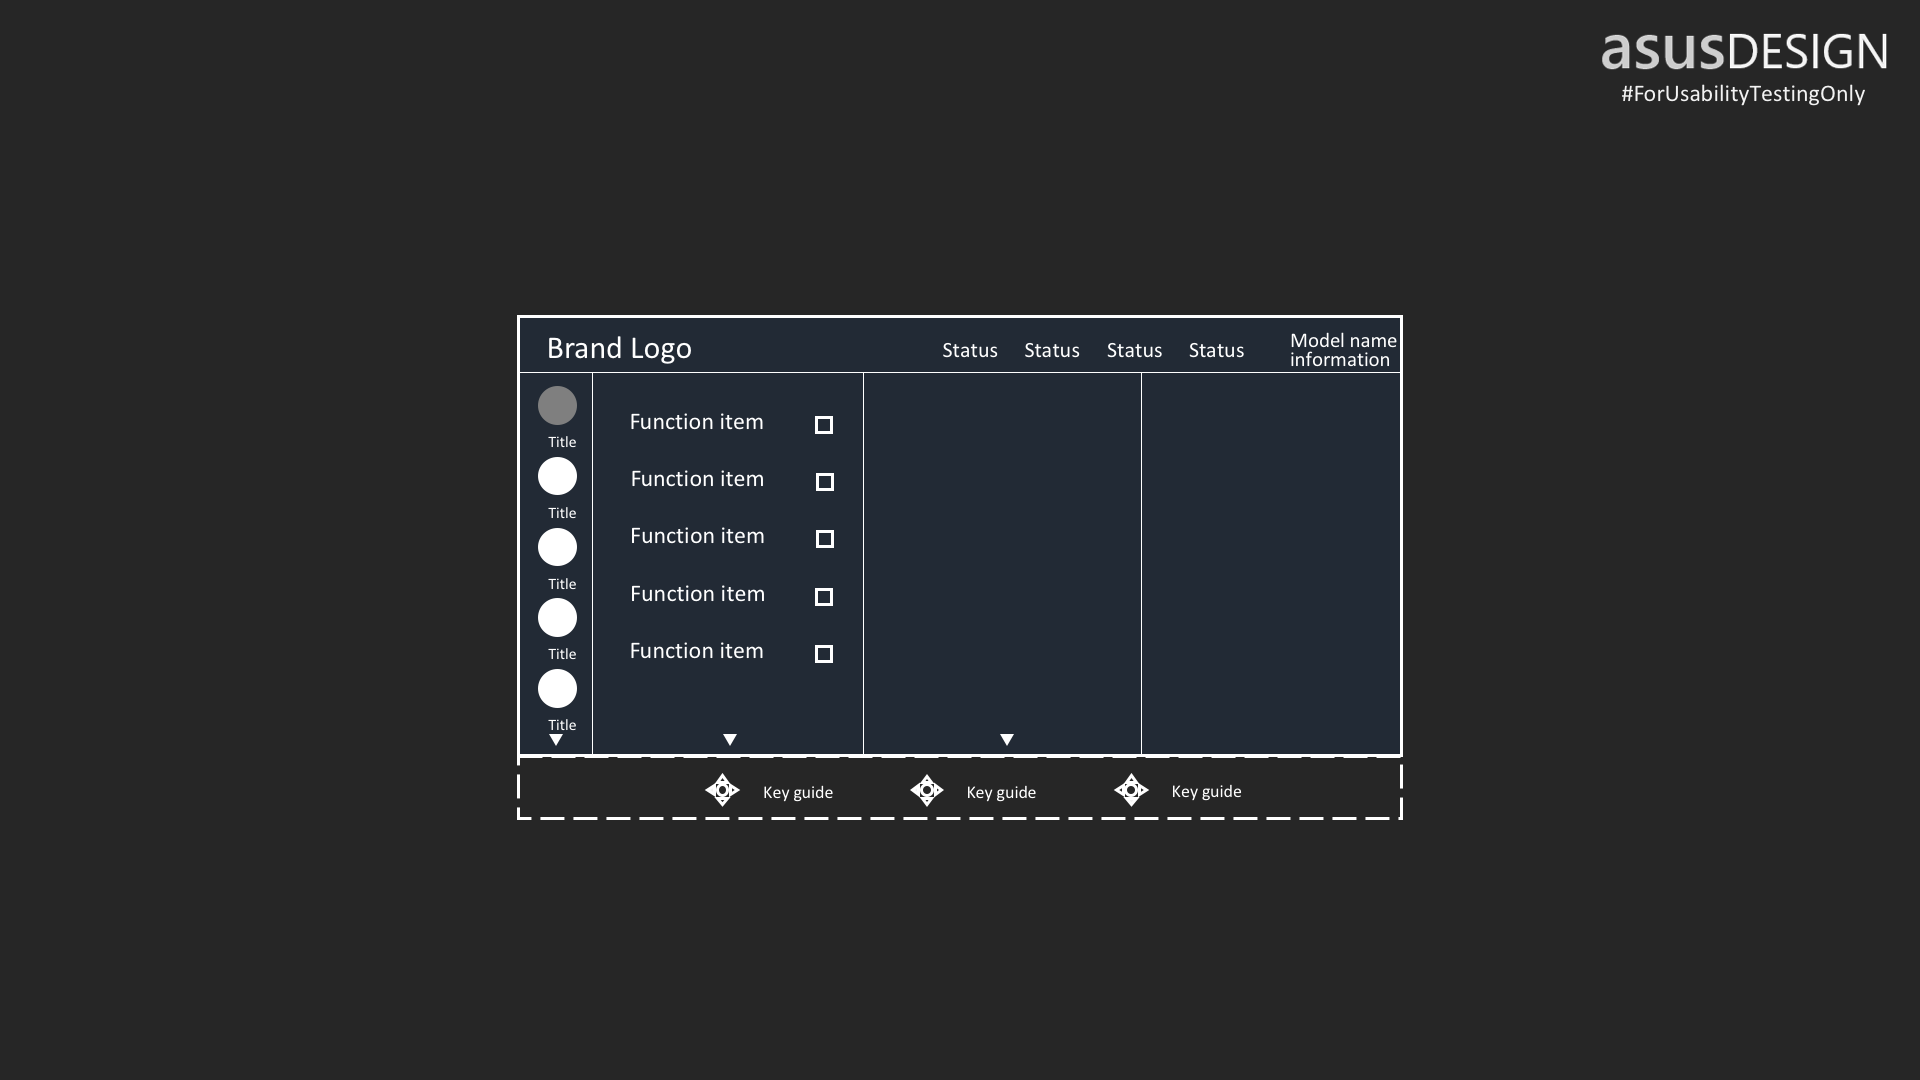 asusDESIGN
#ForUsabilityTestingOnly
Brand Logo
Status Status Status Status
Model name
information
Title
Title
Title
Title
Title
Function item
Function item
Function item
Function item
Function item
Key guide Key guide Key guide